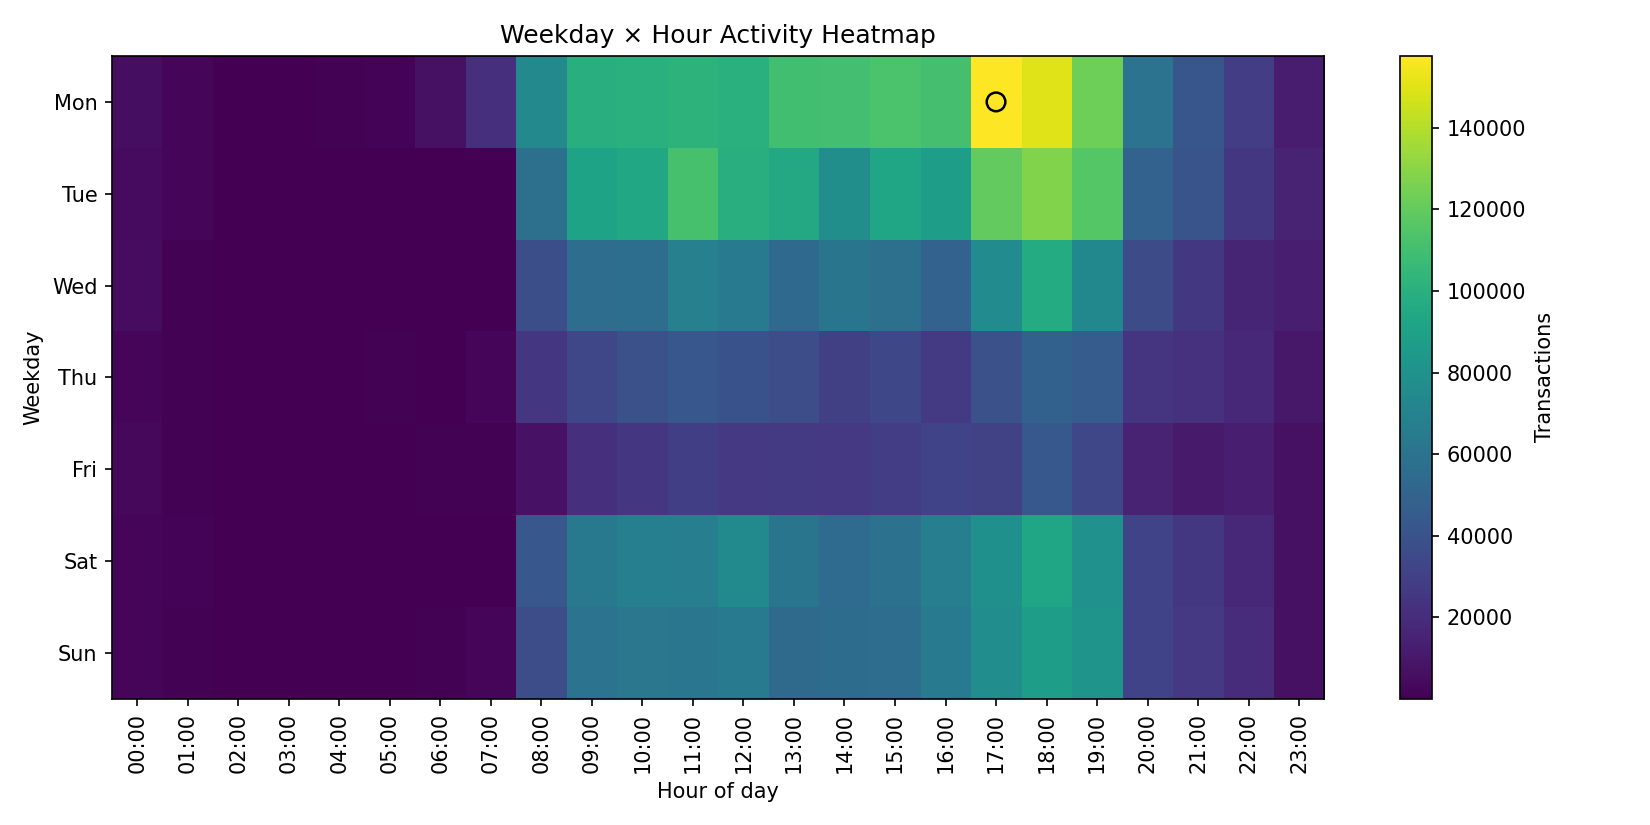 Weekday × Hour Activity Heatmap
Mon
Tue
Wed
Thu
Fri
Sat
Sun
Weekday
00:00
01:00
02:00
03:00
04:00
05:00
06:00
07:00
08:00
09:00
10:00
11:00
12:00
13:00
14:00
15:00
16:00
17:00
18:00
19:00
20:00
21:00
22:00
23:00
Hour of day
140000
120000
100000
80000
60000
40000
20000
Transactions